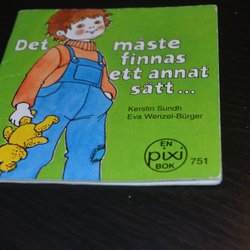 Det måste
finnas
ett annat
sätt...
Kerstin Sundh
Eva Wenzel-Bürger
EN
pixi
BOK
751